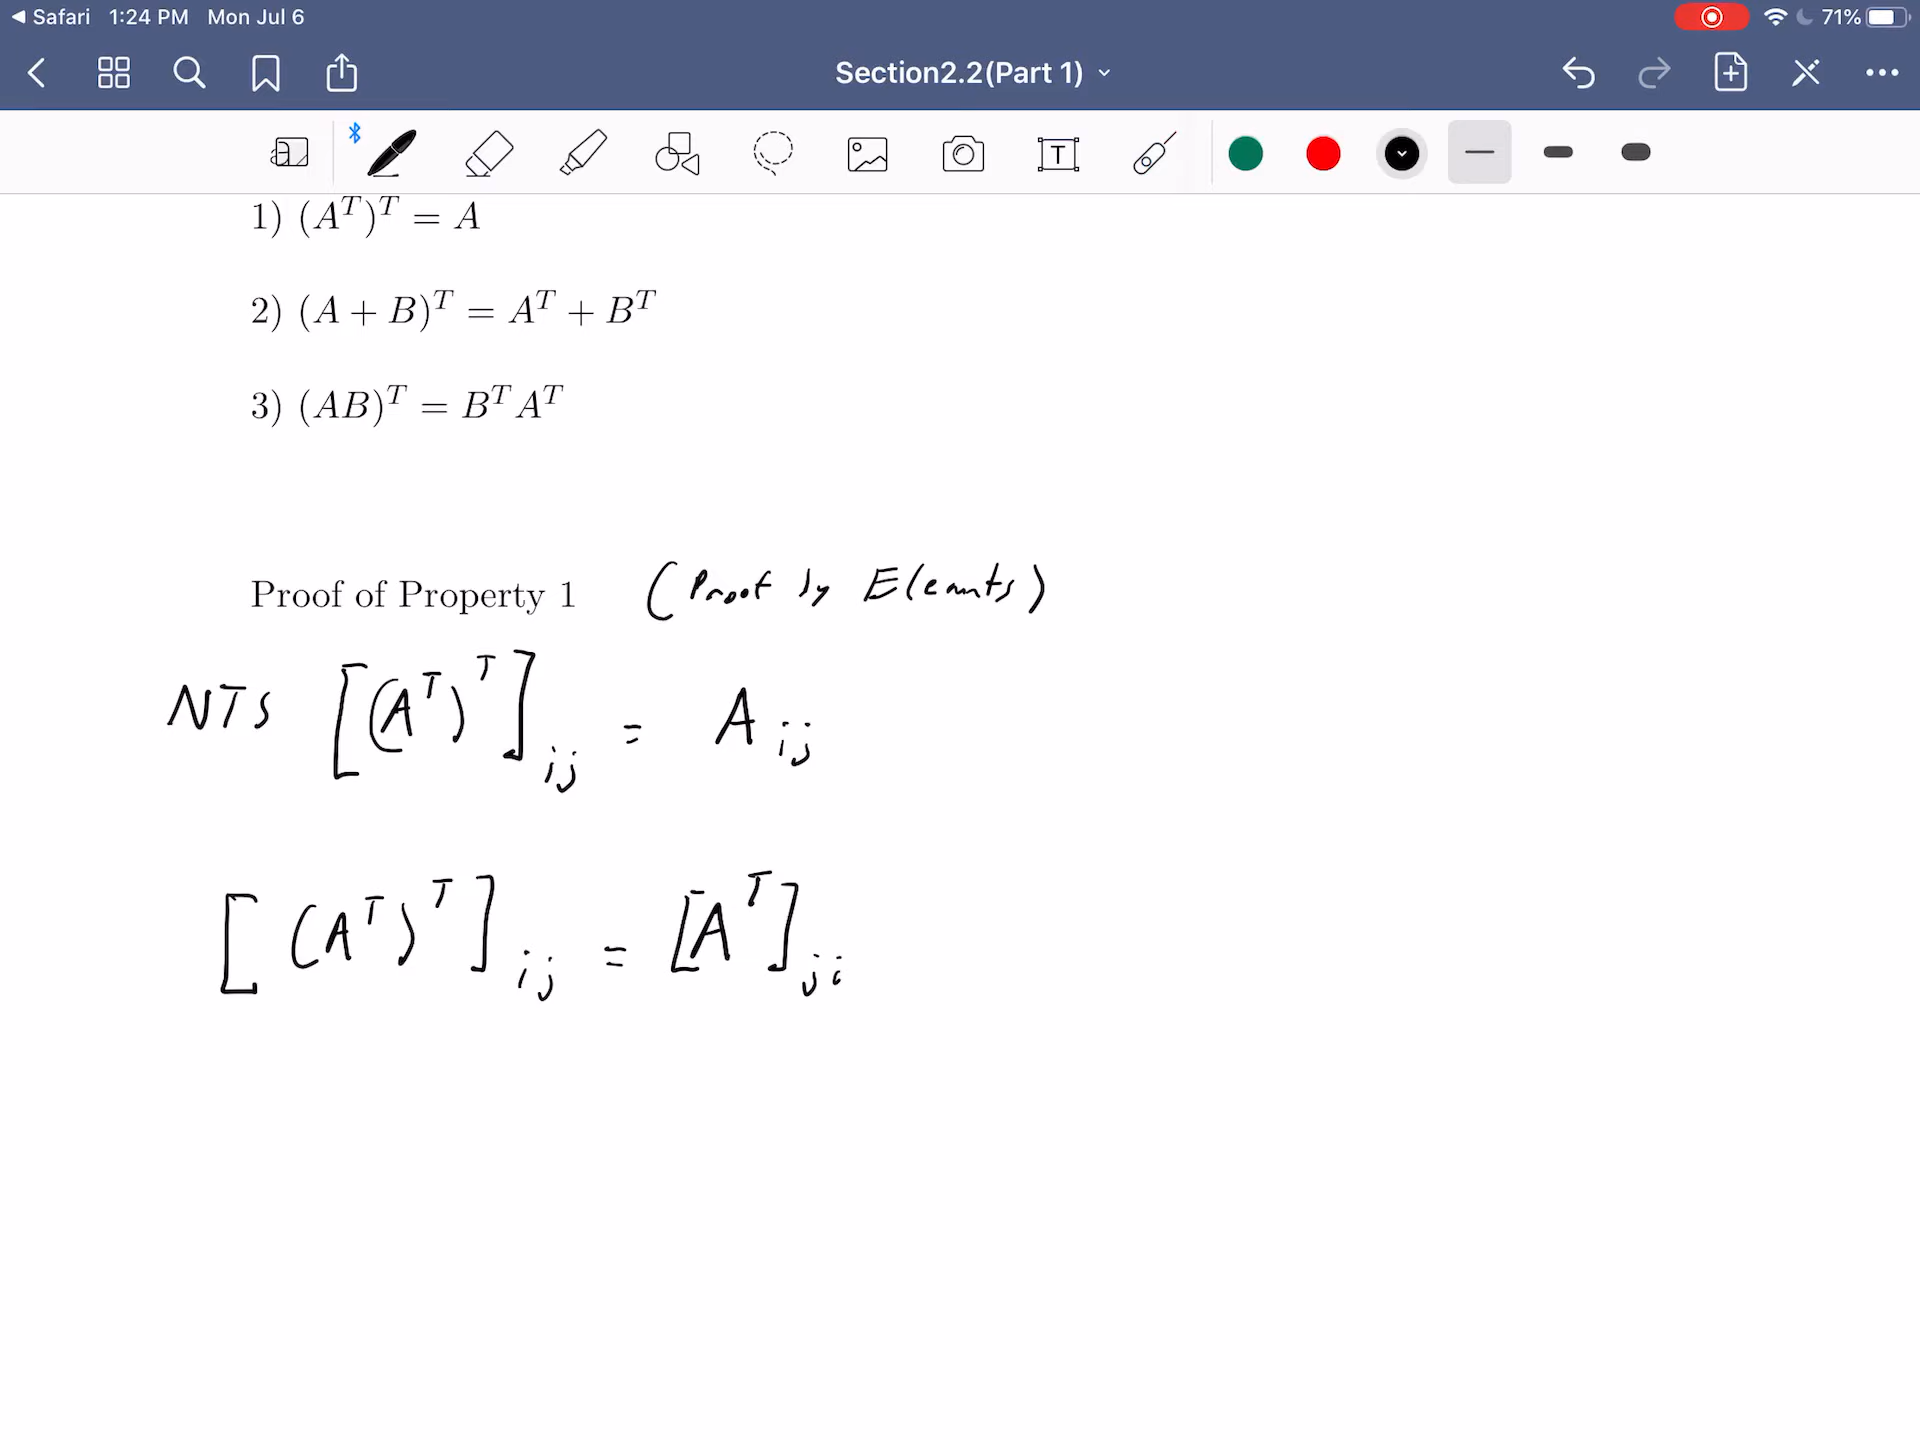 Safari 1:24 PM Mon Jul 6 71%
Section2.2(Part 1)
1) (A^T)^T = A
2) (A + B)^T = A^T + B^T
3) (AB)^T = B^T A^T
Proof of Property 1 (Proof by Elements)
NTS [(A^T)^T]_ij = A_ij
[(A^T)^T]_ij = [A^T]_ji